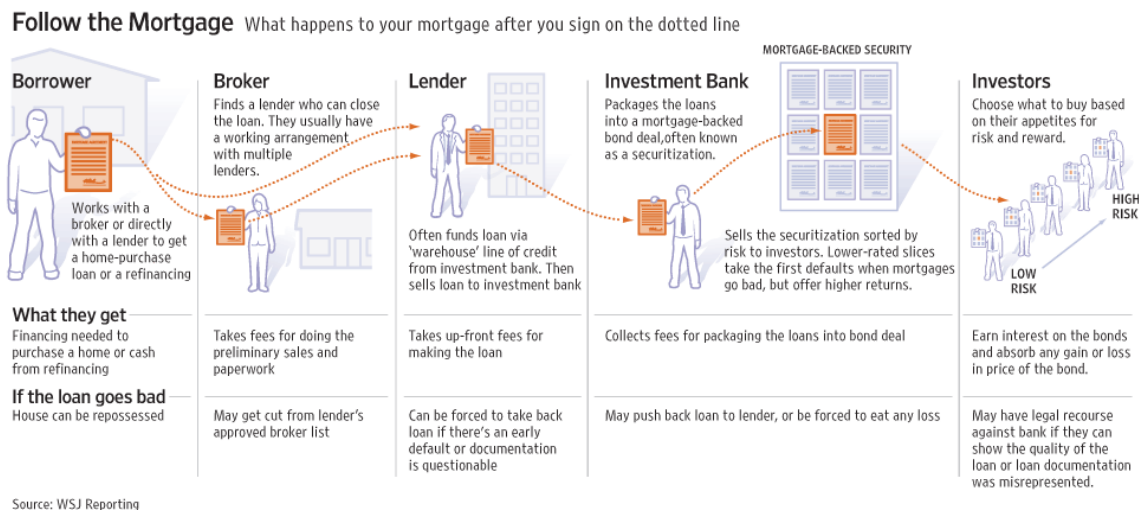 Follow the Mortgage What happens to your mortgage after you sign on the dotted line
Borrower
Works with a
broker or directly
with a lender to get
a home-purchase
loan or a refinancing
Broker
Finds a lender who can close
the loan. They usually have
a working arrangement
with multiple
lenders.
Lender
Often funds loan via
'warehouse' line of credit
from investment bank. Then
sells loan to investment bank
Investment Bank
Packages the loans
into a mortgage-backed
bond deal,often known
as a securitization.
MORTGAGE-BACKED SECURITY
Sells the securitization sorted by
risk to investors. Lower-rated slices
take the first defaults when mortgages
go bad, but offer higher returns.
Investors
Choose what to buy based
on their appetites for
risk and reward.
HIGH
RISK
LOW
RISK
What they get
Financing needed to
purchase a home or cash
from refinancing
Takes fees for doing the
preliminary sales and
paperwork
Takes up-front fees for
making the loan
Collects fees for packaging the loans into bond deal
Earn interest on the bonds
and absorb any gain or loss
in price of the bond.
If the loan goes bad
House can be repossessed
May get cut from lender's
approved broker list
Can be forced to take back
loan if there's an early
default or documentation
is questionable
May push back loan to lender, or be forced to eat any loss
May have legal recourse
against bank if they can
show the quality of the
loan or loan documentation
was misrepresented.
Source: WSJ Reporting